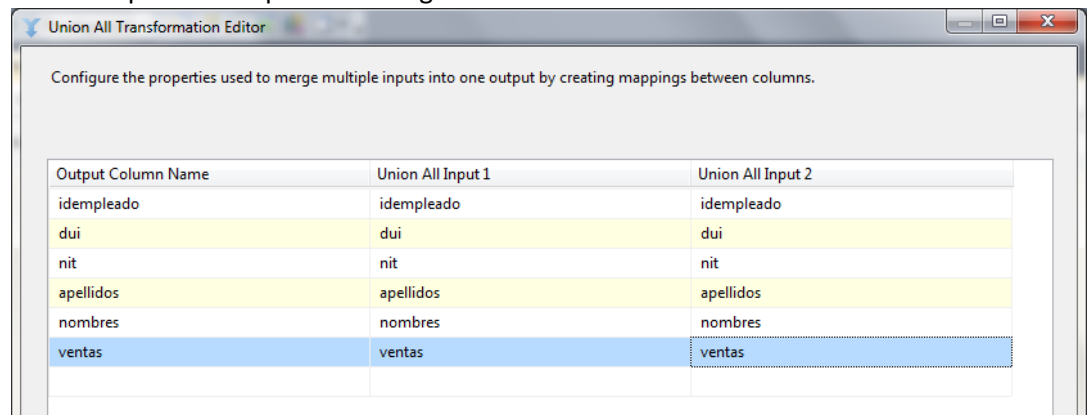 Union All Transformation Editor
Configure the properties used to merge multiple inputs into one output by creating mappings between columns.
Output Column Name Union All Input 1 Union All Input 2
idempleado idempleado idempleado
dui dui dui
nit nit nit
apellidos apellidos apellidos
nombres nombres nombres
ventas ventas ventas